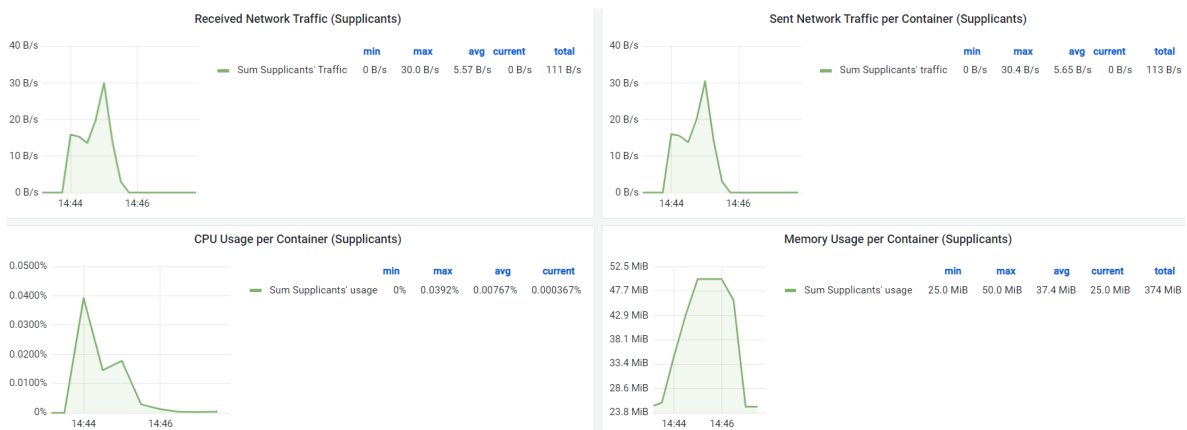 Received Network Traffic (Supplicants)
40 B/s
30 B/s
20 B/s
10 B/s
0 B/s
14:44 14:46
min max avg current total
Sum Supplicants' Traffic 0 B/s 30.0 B/s 5.57 B/s 0 B/s 111 B/s
Sent Network Traffic per Container (Supplicants)
40 B/s
30 B/s
20 B/s
10 B/s
0 B/s
14:44 14:46
min max avg current total
Sum Supplicants' traffic 0 B/s 30.4 B/s 5.65 B/s 0 B/s 113 B/s
CPU Usage per Container (Supplicants)
0.0500%
0.0400%
0.0300%
0.0200%
0.0100%
0%
14:44 14:46
min max avg current
Sum Supplicants' usage 0% 0.0392% 0.00767% 0.000367%
Memory Usage per Container (Supplicants)
52.5 MiB
47.7 MiB
42.9 MiB
38.1 MiB
33.4 MiB
28.6 MiB
23.8 MiB
14:44 14:46
min max avg current total
Sum Supplicants' usage 25.0 MiB 50.0 MiB 37.4 MiB 25.0 MiB 374 MiB